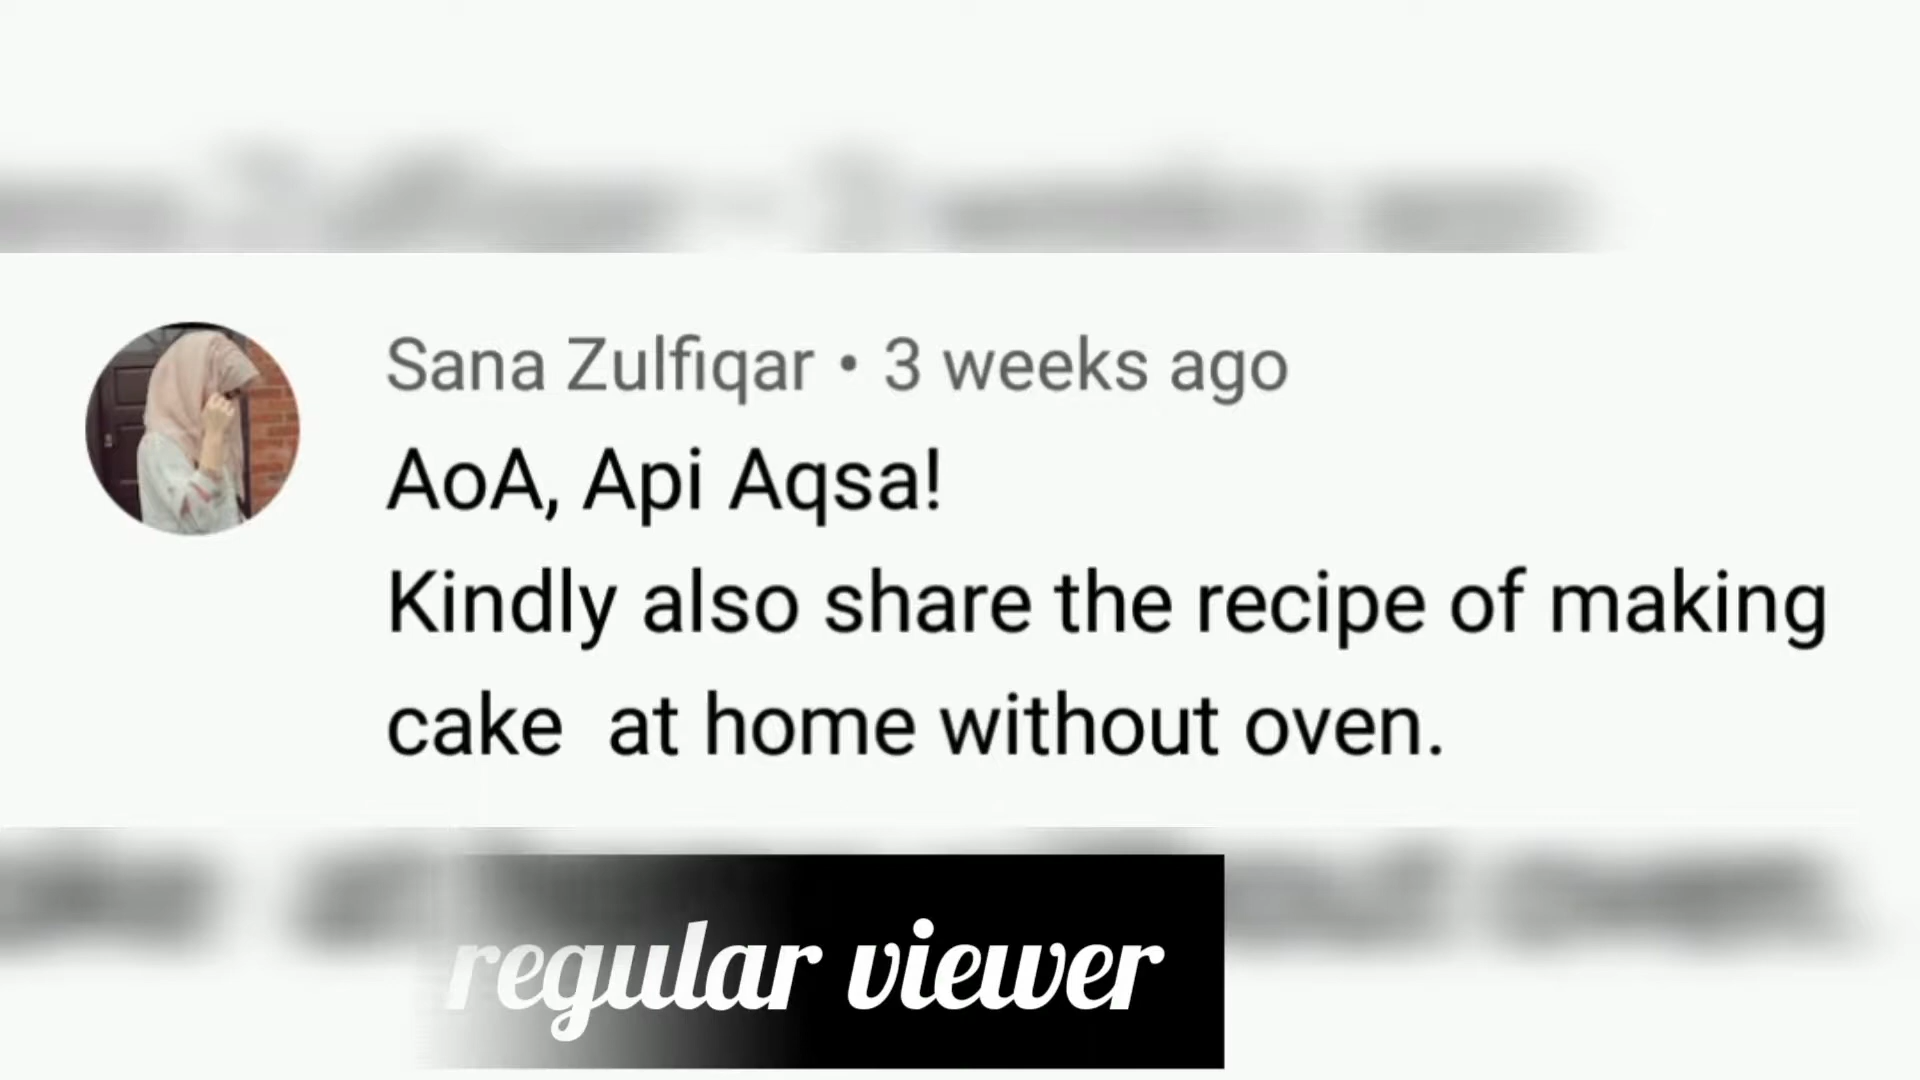 Sana Zulfiqar • 3 weeks ago
AoA, Api Aqsa!
Kindly also share the recipe of making
cake  at home without oven.
regular viewer